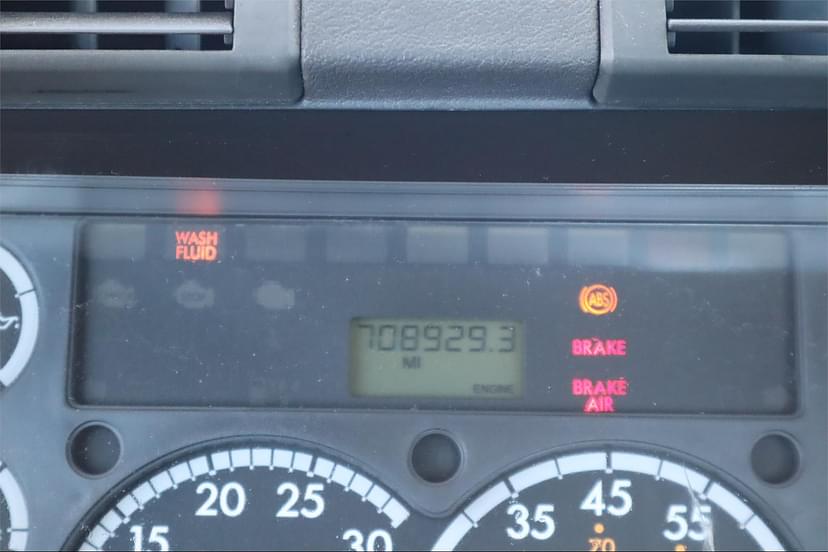 WASH
FLUID
ABS
708929.3
MI
BRAKE
ENGINE
BRAKE
AIR
20
25
15
30
35
45
55
70